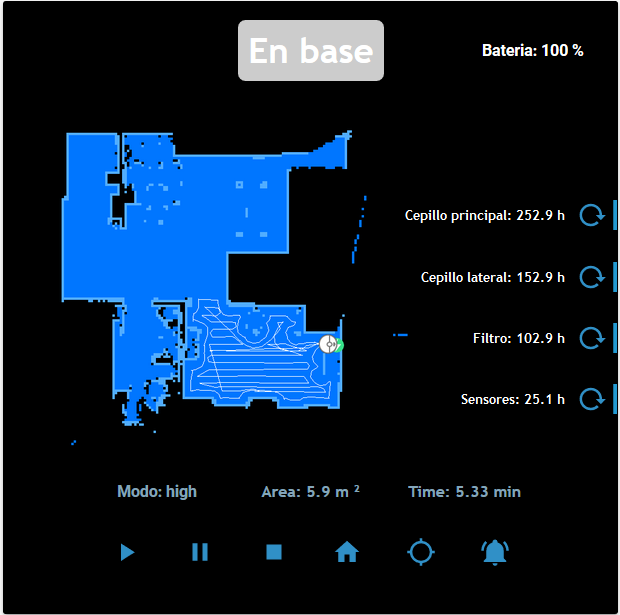 En base
Bateria: 100 %
Cepillo principal: 252.9 h
Cepillo lateral: 152.9 h
Filtro: 102.9 h
Sensores: 25.1 h
Modo: high
Area: 5.9 m ²
Time: 5.33 min